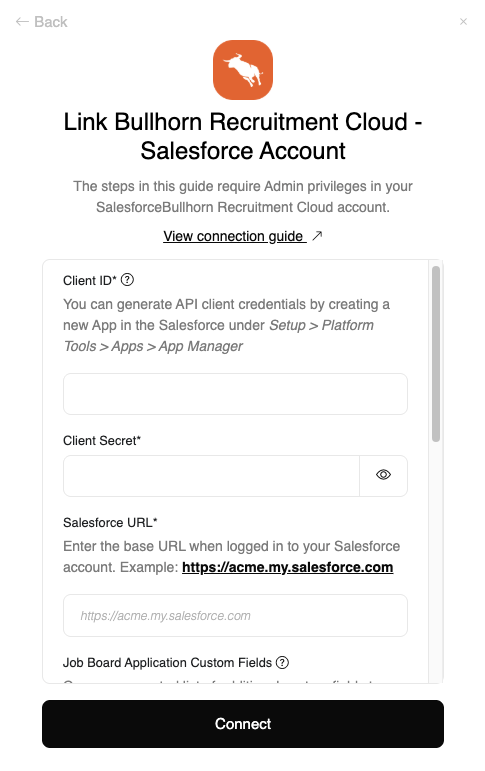 ← Back
×
Link Bullhorn Recruitment Cloud -
Salesforce Account
The steps in this guide require Admin privileges in your
SalesforceBullhorn Recruitment Cloud account.
View connection guide ↗
Client ID* ?
You can generate API client credentials by creating a
new App in the Salesforce under Setup > Platform
Tools > Apps > App Manager
Client Secret*
Salesforce URL*
Enter the base URL when logged in to your Salesforce
account. Example: https://acme.my.salesforce.com
https://acme.my.salesforce.com
Job Board Application Custom Fields ?
Connect